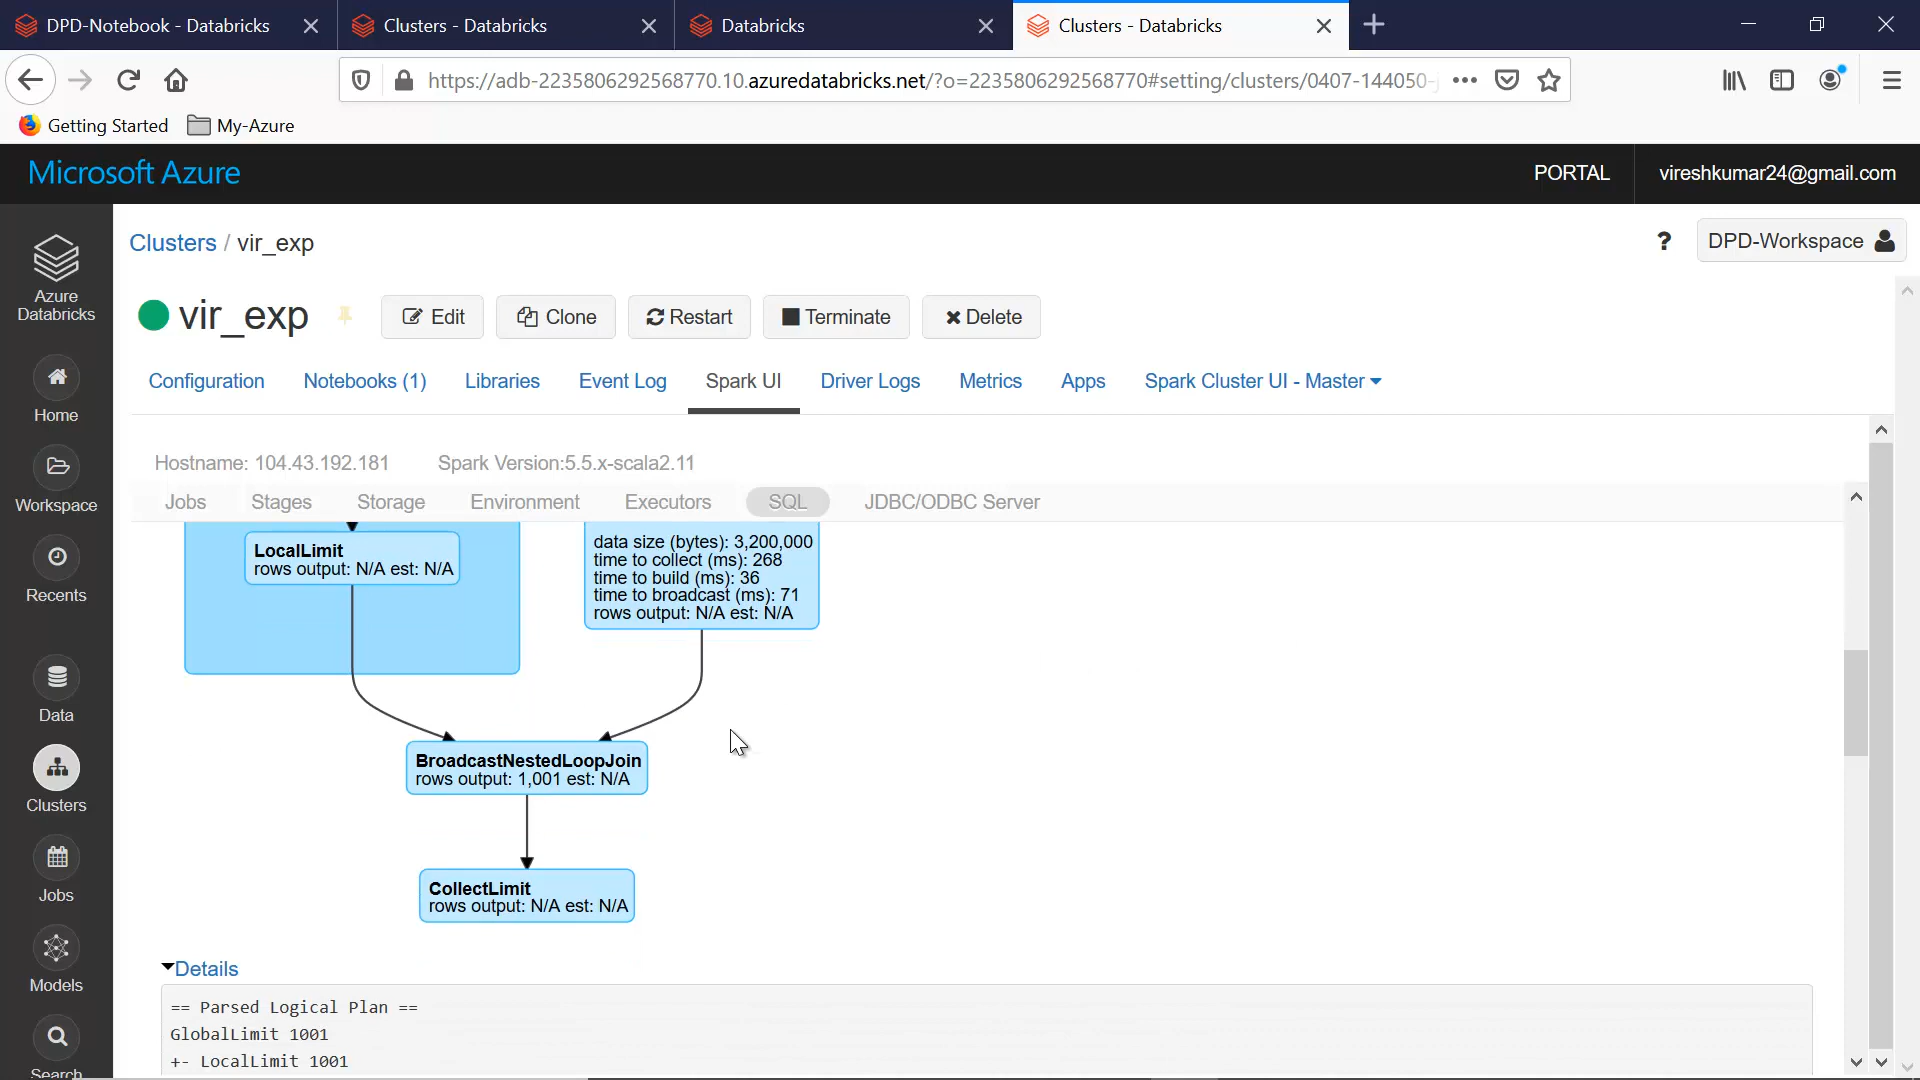 DPD-Notebook - Databricks
Clusters - Databricks
Databricks
Clusters - Databricks
https://adb-2235806292568770.10.azuredatabricks.net/?o=2235806292568770#setting/clusters/0407-144050-
Getting Started
My-Azure
Microsoft Azure
PORTAL
vireshkumar24@gmail.com
Azure
Databricks
Home
Workspace
Recents
Data
Clusters
Jobs
Models
Search
Clusters / vir_exp
?
DPD-Workspace
vir_exp
Edit
Clone
Restart
Terminate
Delete
Configuration
Notebooks (1)
Libraries
Event Log
Spark UI
Driver Logs
Metrics
Apps
Spark Cluster UI - Master
Hostname: 104.43.192.181
Spark Version:5.5.x-scala2.11
Jobs
Stages
Storage
Environment
Executors
SQL
JDBC/ODBC Server
LocalLimit
rows output: N/A est: N/A
data size (bytes): 3,200,000
time to collect (ms): 268
time to build (ms): 36
time to broadcast (ms): 71
rows output: N/A est: N/A
BroadcastNestedLoopJoin
rows output: 1,001 est: N/A
CollectLimit
rows output: N/A est: N/A
Details
== Parsed Logical Plan ==
GlobalLimit 1001
+- LocalLimit 1001